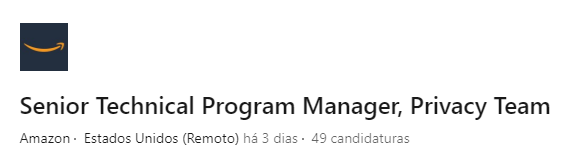 Senior Technical Program Manager, Privacy Team
Amazon · Estados Unidos (Remoto) há 3 dias · 49 candidaturas